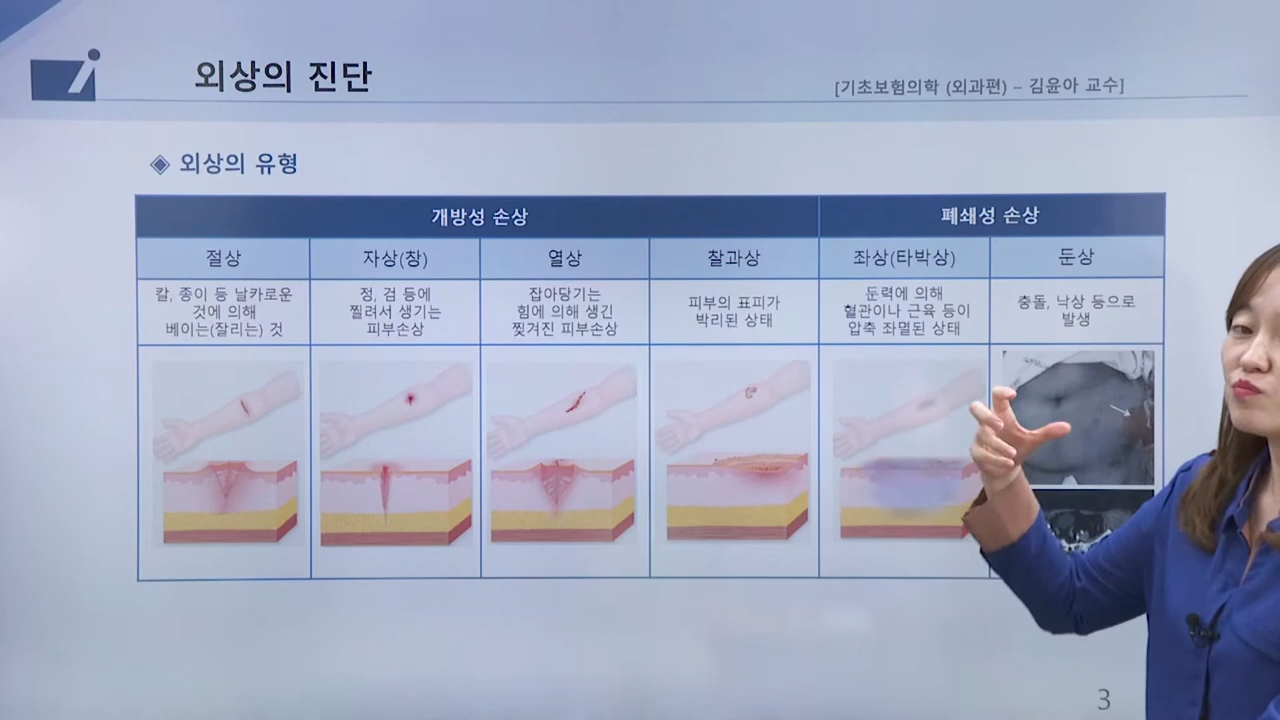 외상의 진단
[기초보험의학 (외과편) – 김윤아 교수]
◈ 외상의 유형
개방성 손상
폐쇄성 손상
절상
자상(창)
열상
찰과상
좌상(타박상)
둔상
칼, 종이 등 날카로운
것에 의해
베이는(잘리는) 것
정, 검 등에
찔려서 생기는
피부손상
잡아당기는
힘에 의해 생긴
찢겨진 피부손상
피부의 표피가
박리된 상태
둔력에 의해
혈관이나 근육 등이
압축 좌멸된 상태
충돌, 낙상 등으로
발생
3